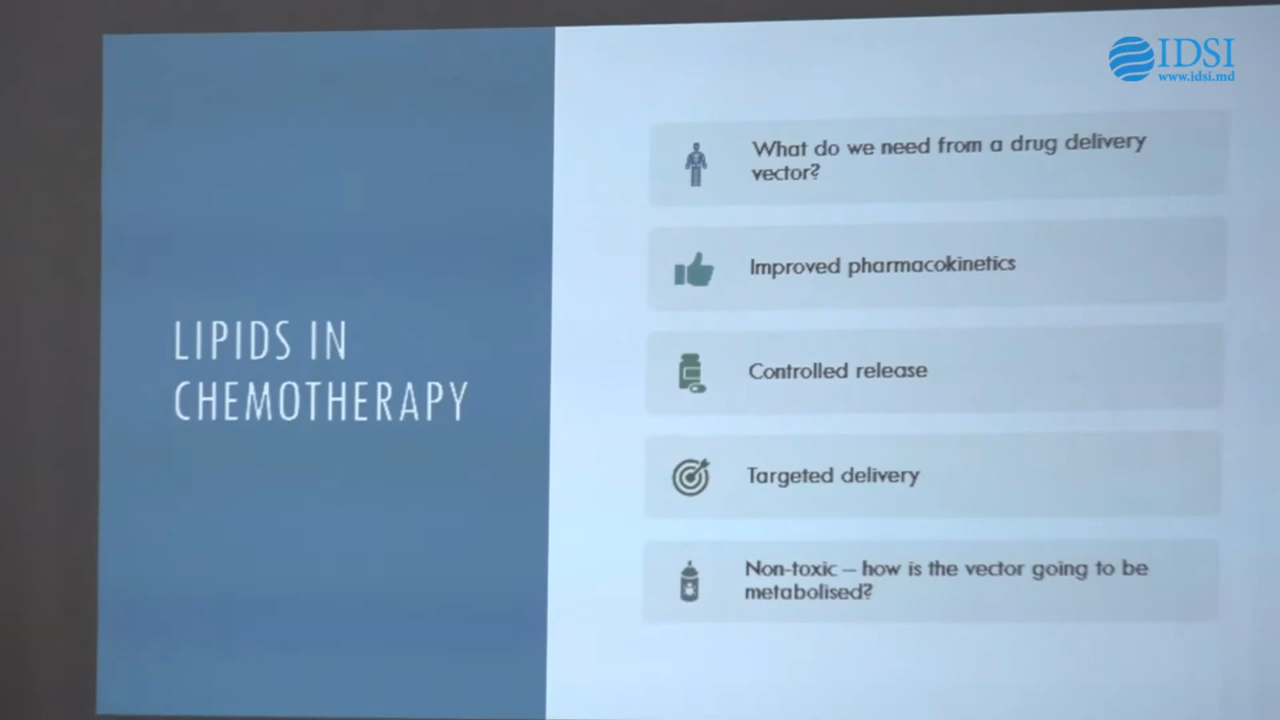 IDSI
www.idsi.md
LIPIDS IN
CHEMOTHERAPY
What do we need from a drug delivery
vector?
Improved pharmacokinetics
Controlled release
Targeted delivery
Non-toxic – how is the vector going to be
metabolised?